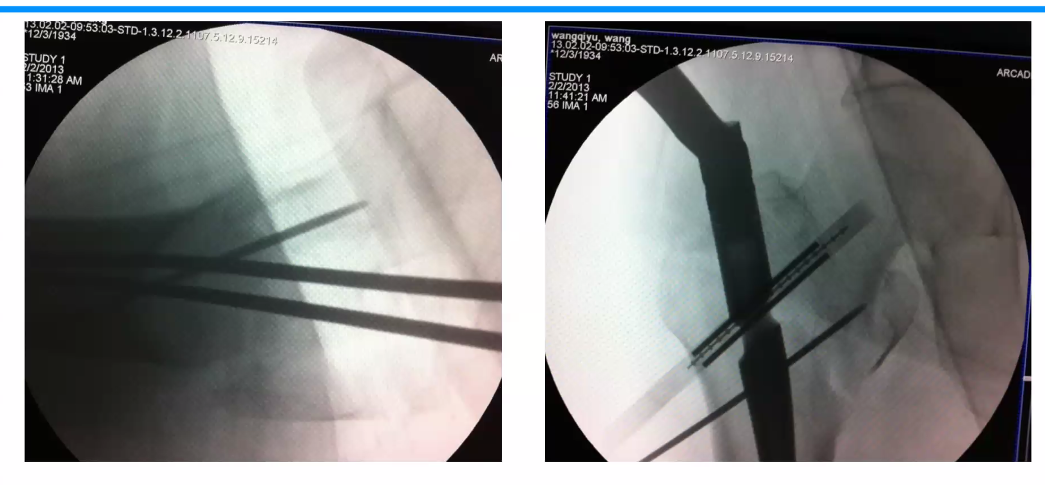 13.02.02-09:53:03-STD-1.3.12.2.1107.5.12.9.15214
*12/3/1934
STUDY 1
2/2/2013
1:31:28 AM
3 IMA 1
wangqiyu, wang
13.02.02-09:53:03-STD-1.3.12.2.1107.5.12.9.15214
*12/3/1934
ARCAD
STUDY 1
2/2/2013
11:41:21 AM
56 IMA 1